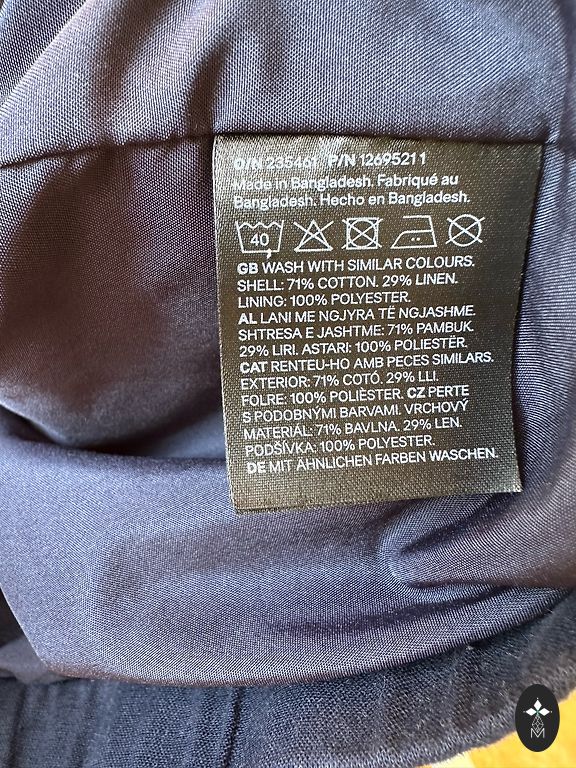 O/N 235461 P/N 12695211
Made in Bangladesh. Fabriqué au
Bangladesh. Hecho en Bangladesh.
40
GB WASH WITH SIMILAR COLOURS.
SHELL: 71% COTTON. 29% LINEN.
LINING: 100% POLYESTER.
AL LANI ME NGJYRA TË NGJASHME.
SHTRESA E JASHTME: 71% PAMBUK.
29% LIRI. ASTARI: 100% POLIESTËR.
CAT RENTEU-HO AMB PECES SIMILARS.
EXTERIOR: 71% COTÓ. 29% LLI.
FOLRE: 100% POLIÈSTER. CZ PERTE
S PODOBNÝMI BARVAMI. VRCHOVÝ
MATERIÁL: 71% BAVLNA. 29% LEN.
PODŠÍVKA: 100% POLYESTER.
DE MIT ÄHNLICHEN FARBEN WASCHEN.
M